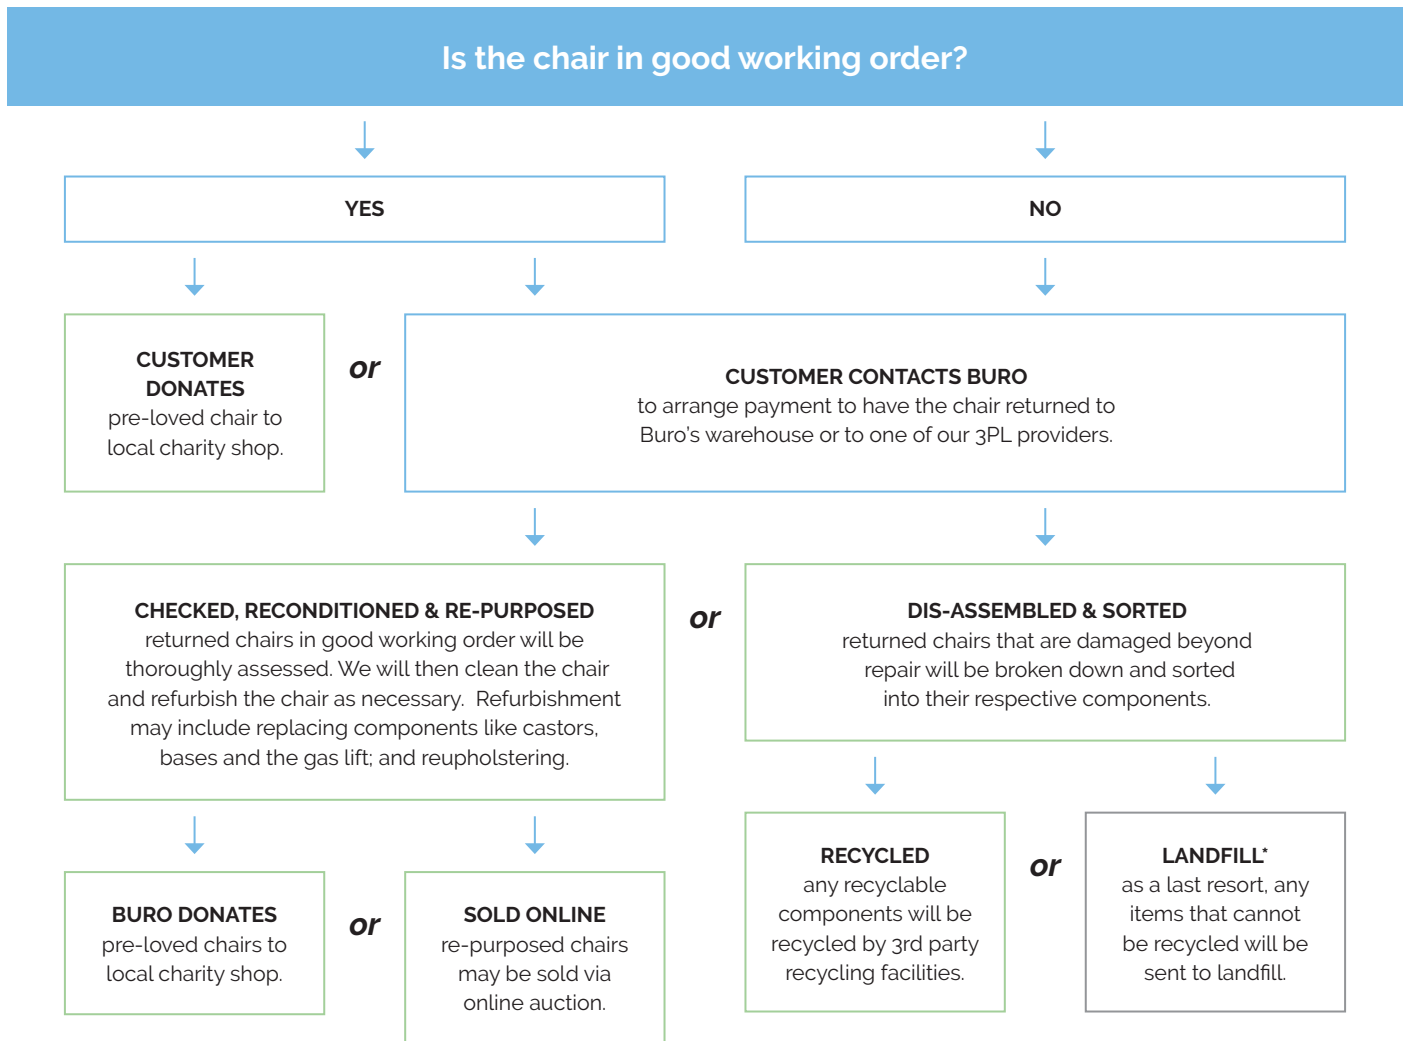 Is the chair in good working order?
YES
NO
CUSTOMER
DONATES
pre-loved chair to
local charity shop.
or
CUSTOMER CONTACTS BURO
to arrange payment to have the chair returned to
Buro's warehouse or to one of our 3PL providers.
CHECKED, RECONDITIONED & RE-PURPOSED
returned chairs in good working order will be
thoroughly assessed. We will then clean the chair
and refurbish the chair as necessary.  Refurbishment
may include replacing components like castors,
bases and the gas lift; and reupholstering.
or
DIS-ASSEMBLED & SORTED
returned chairs that are damaged beyond
repair will be broken down and sorted
into their respective components.
BURO DONATES
pre-loved chairs to
local charity shop.
or
SOLD ONLINE
re-purposed chairs
may be sold via
online auction.
RECYCLED
any recyclable
components will be
recycled by 3rd party
recycling facilities.
or
LANDFILL*
as a last resort, any
items that cannot
be recycled will be
sent to landfill.